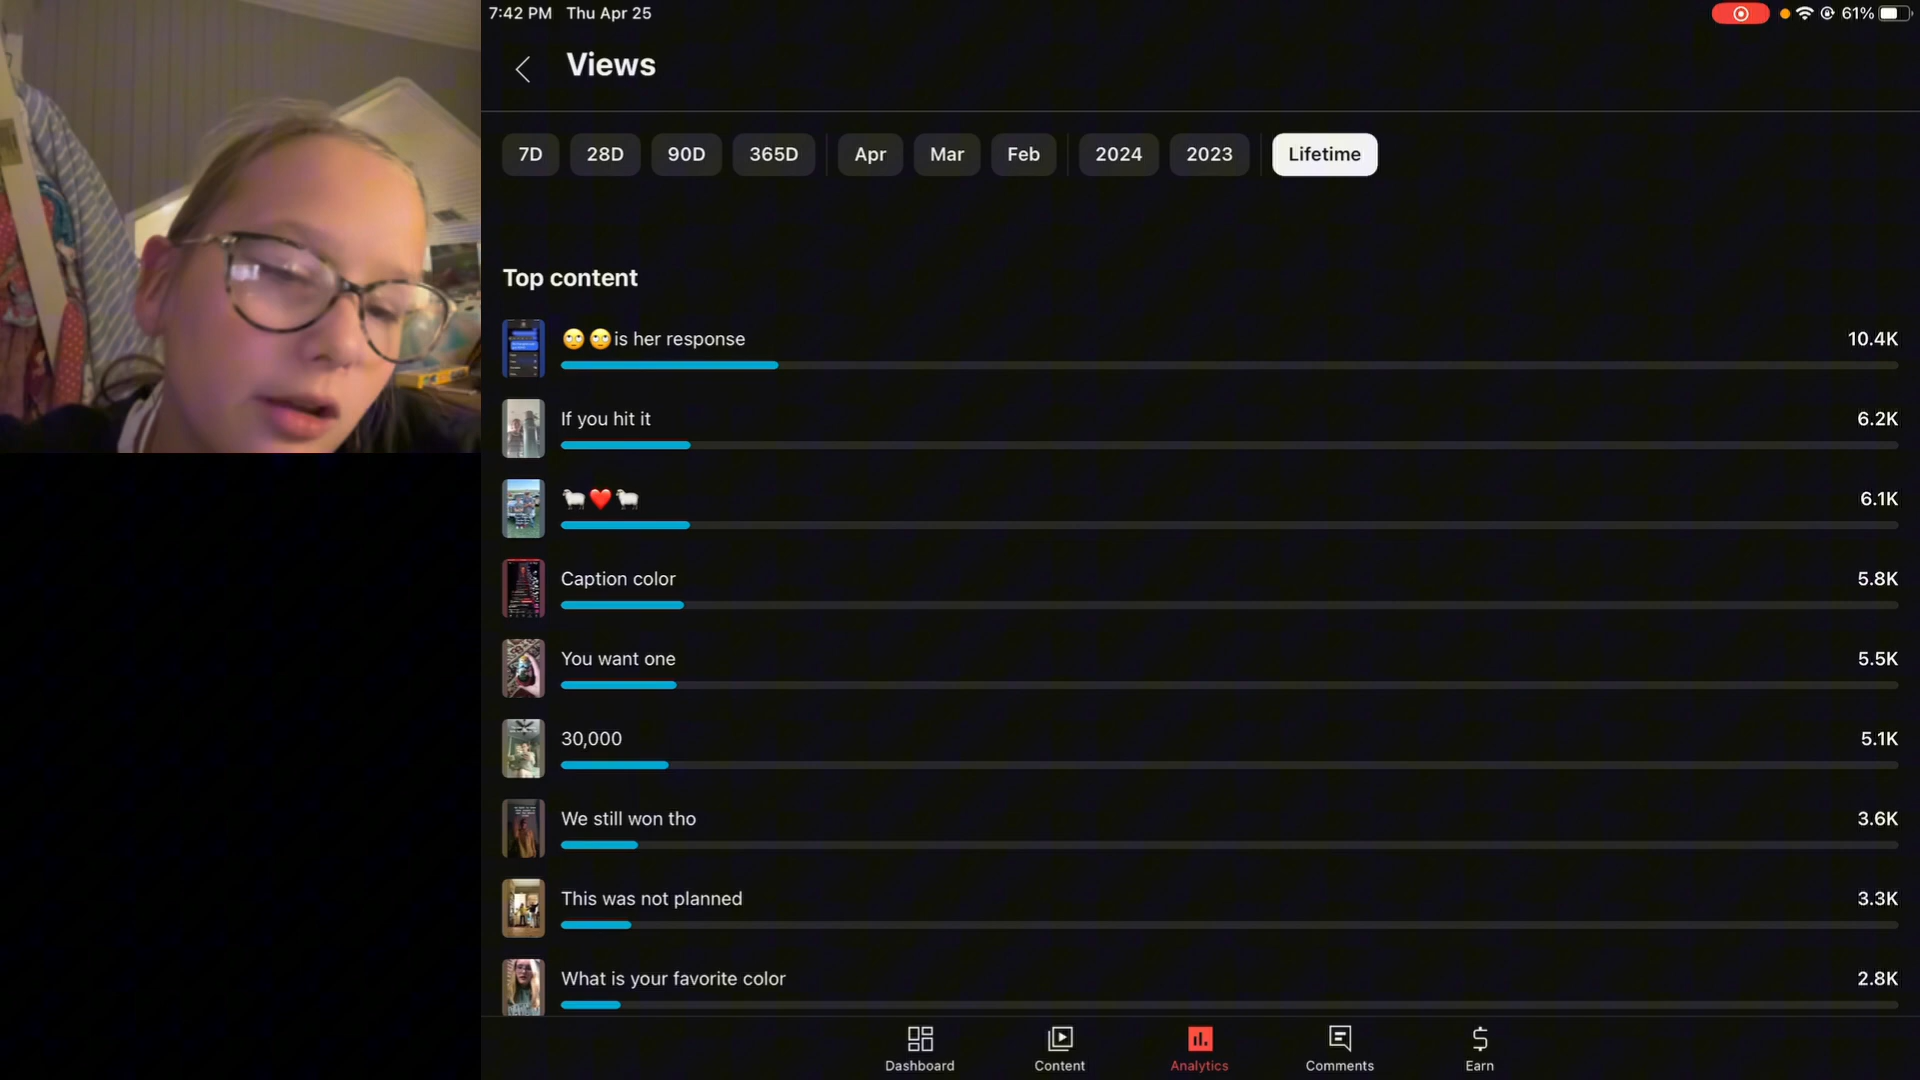 7:42 PM Thu Apr 25
61%
Views
7D 28D 90D 365D Apr Mar Feb 2024 2023 Lifetime
Top content
🙄🙄is her response 10.4K
If you hit it 6.2K
🐑❤️🐑 6.1K
Caption color 5.8K
You want one 5.5K
30,000 5.1K
We still won tho 3.6K
This was not planned 3.3K
What is your favorite color 2.8K
Dashboard Content Analytics Comments Earn